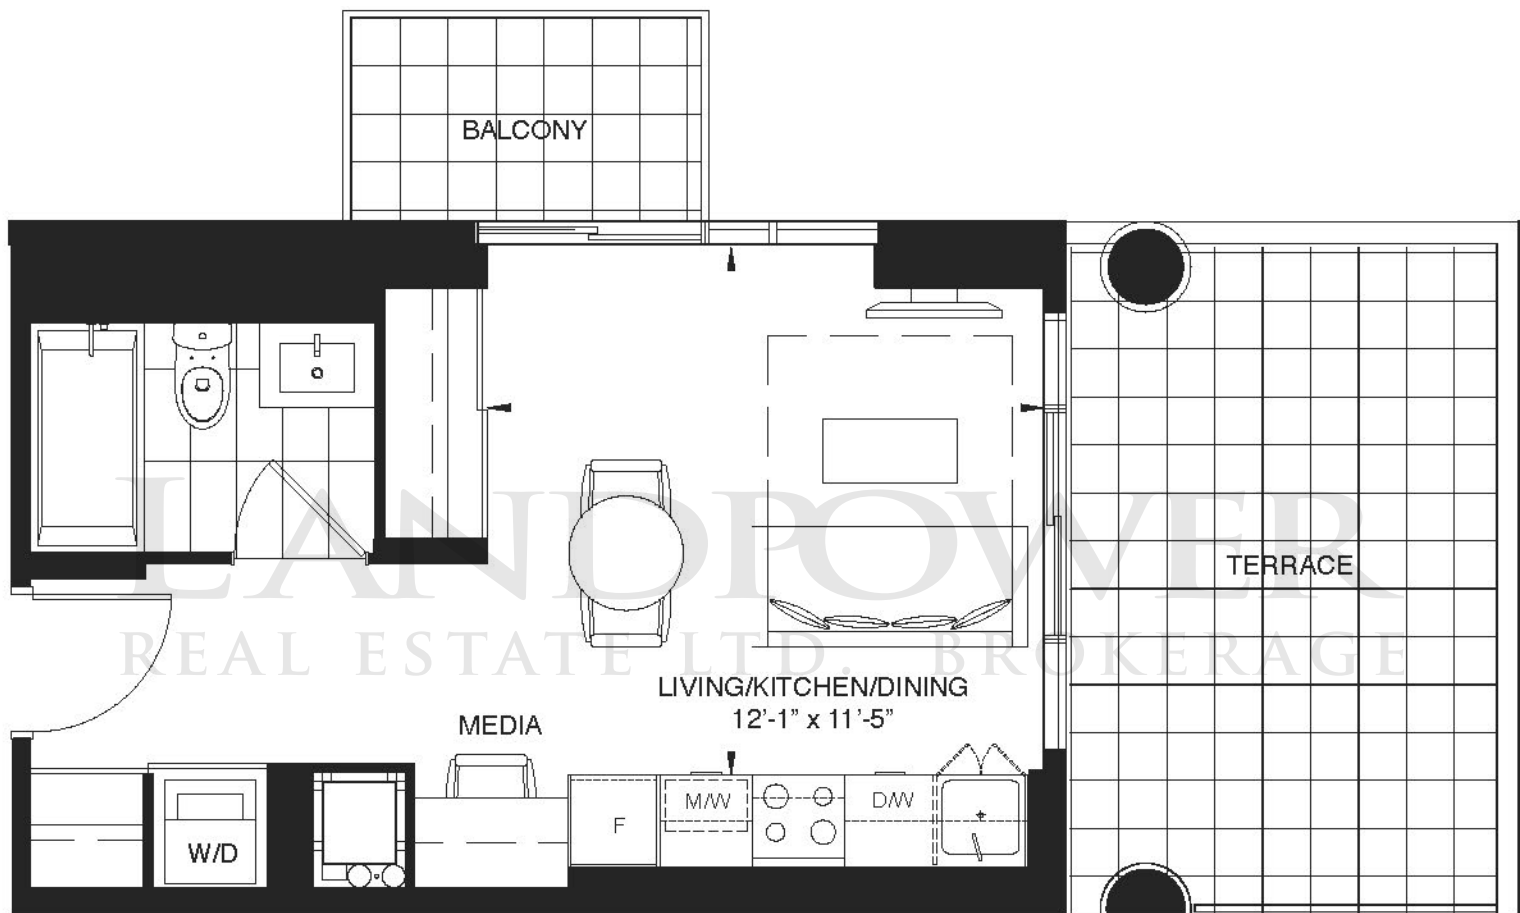 BALCONY
LANDPOWER
TERRACE
REAL ESTATE LTD. BROKERAGE
LIVING/KITCHEN/DINING
12'-1" x 11'-5"
MEDIA
M/W
D/W
F
W/D